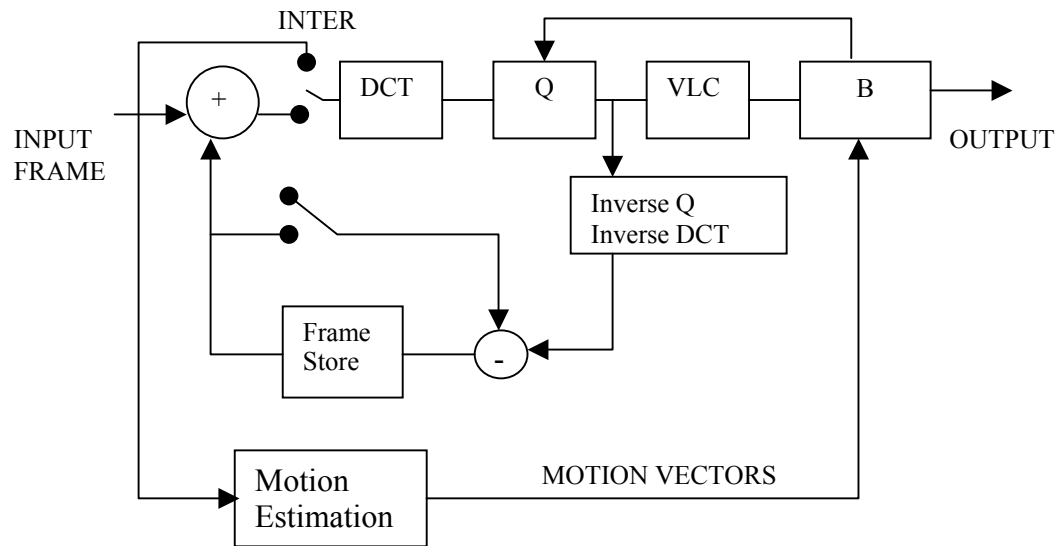 INTER
+
DCT
Q
VLC
B
INPUT
FRAME
OUTPUT
Inverse Q
Inverse DCT
Frame
Store
-
Motion
Estimation
MOTION VECTORS